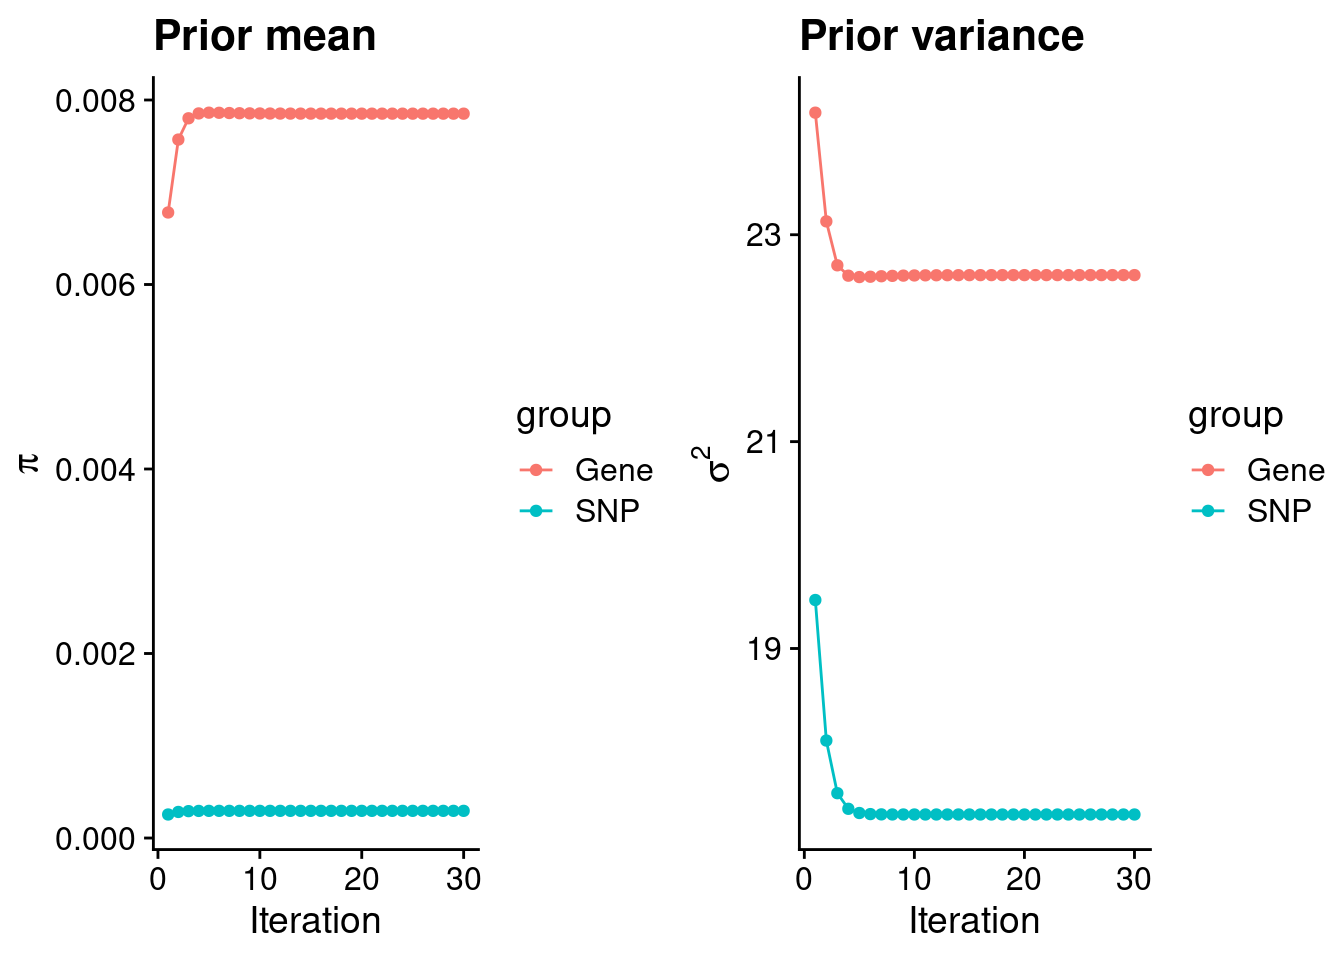 Prior mean
π
0.008
0.006
0.004
0.002
0.000
0 10 20 30
Iteration
group
Gene
SNP
Prior variance
σ²
23
21
19
0 10 20 30
Iteration
group
Gene
SNP